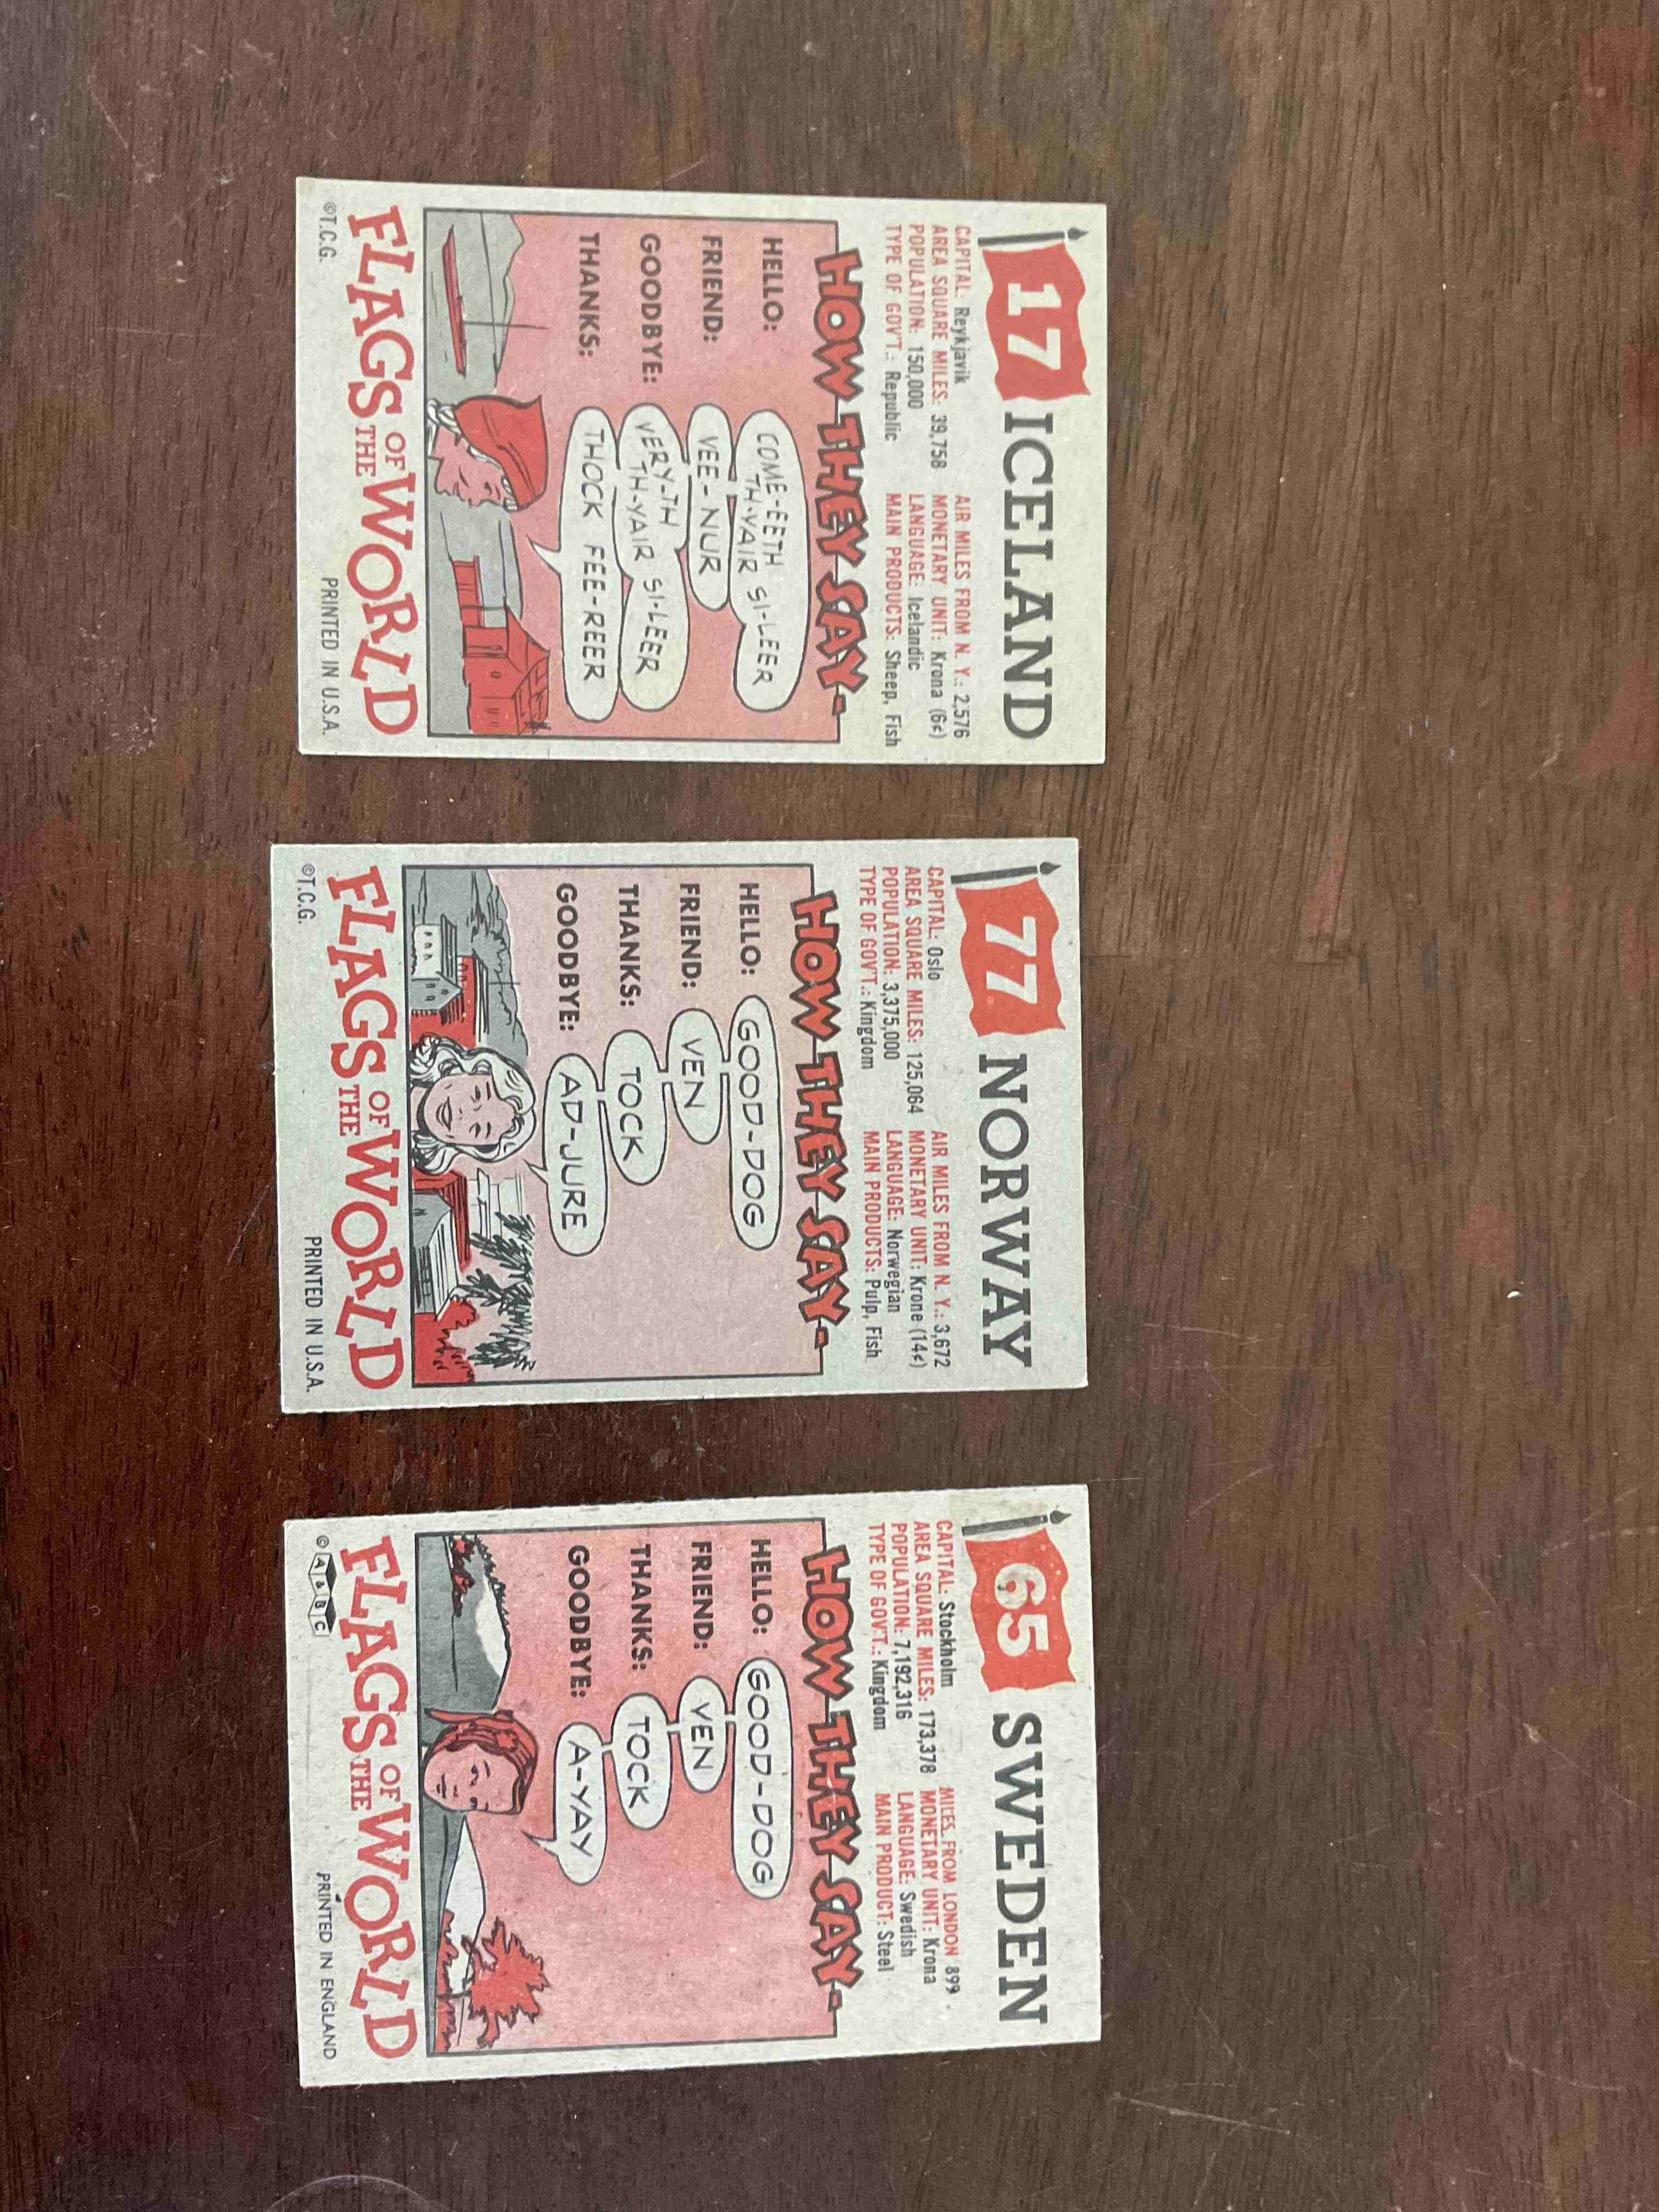 17 ICELAND
CAPITAL: Reykjavik
AREA SQUARE MILES: 39,758
POPULATION: 150,000
TYPE OF GOV'T.: Republic
AIR MILES FROM N. Y.: 2,576
MONETARY UNIT: Krona (6¢)
LANGUAGE: Icelandic
MAIN PRODUCTS: Sheep, Fish
HOW THEY SAY-
HELLO: COME-EETH
TH-YAIR SI-LEER
FRIEND: VEE-NUR
GOODBYE: VERY-TH
TH-YAIR SI-LEER
THANKS: THOCK FEE-REER
FLAGS OF THE WORLD
©T.C.G. PRINTED IN U.S.A.
77 NORWAY
CAPITAL: Oslo
AREA SQUARE MILES: 125,064
POPULATION: 3,375,000
TYPE OF GOV'T.: Kingdom
AIR MILES FROM N. Y.: 3,672
MONETARY UNIT: Krone (14¢)
LANGUAGE: Norwegian
MAIN PRODUCTS: Pulp, Fish
HOW THEY SAY-
HELLO: GOOD-DOG
FRIEND: VEN
THANKS: TOCK
GOODBYE: AD-JURE
FLAGS OF THE WORLD
©T.C.G. PRINTED IN U.S.A.
65 SWEDEN
CAPITAL: Stockholm
AREA SQUARE MILES: 173,378
POPULATION: 7,192,316
TYPE OF GOV'T.: Kingdom
MILES FROM LONDON 899
MONETARY UNIT: Krona
LANGUAGE: Swedish
MAIN PRODUCT: Steel
HOW THEY SAY-
HELLO: GOOD-DOG
FRIEND: VEN
THANKS: TOCK
GOODBYE: A-YAY
FLAGS OF THE WORLD
© A & B C PRINTED IN ENGLAND